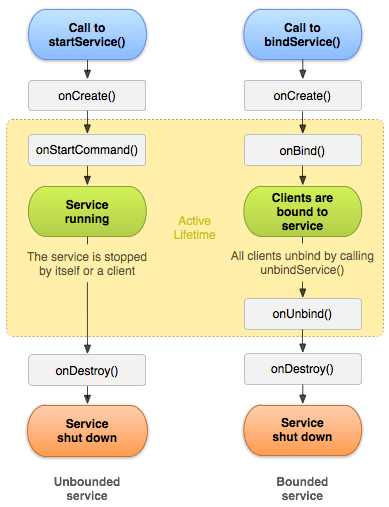 Call to
startService()
onCreate()
onStartCommand()
Service
running
The service is stopped
by itself or a client
onDestroy()
Service
shut down
Unbounded
service
Active
Lifetime
Call to
bindService()
onCreate()
onBind()
Clients are
bound to
service
All clients unbind by calling
unbindService()
onUnbind()
onDestroy()
Service
shut down
Bounded
service